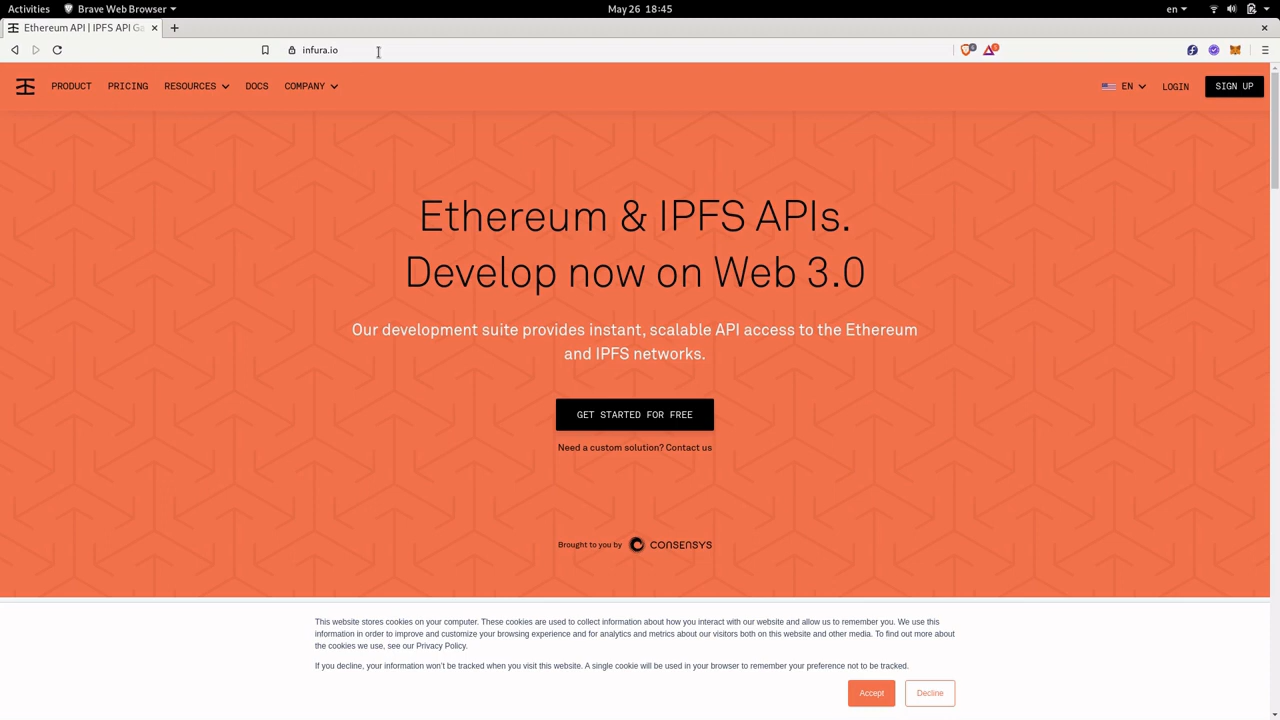 Activities
Brave Web Browser
May 26 18:45
en
Ethereum API | IPFS API Ga
infura.io
PRODUCT
PRICING
RESOURCES
DOCS
COMPANY
EN
LOGIN
SIGN UP
Ethereum & IPFS APIs.
Develop now on Web 3.0
Our development suite provides instant, scalable API access to the Ethereum
and IPFS networks.
GET STARTED FOR FREE
Need a custom solution? Contact us
Brought to you by
CONSENSYS
This website stores cookies on your computer. These cookies are used to collect information about how you interact with our website and allow us to remember you. We use this
information in order to improve and customize your browsing experience and for analytics and metrics about our visitors both on this website and other media. To find out more about
the cookies we use, see our Privacy Policy.
If you decline, your information won't be tracked when you visit this website. A single cookie will be used in your browser to remember your preference not to be tracked.
Accept
Decline